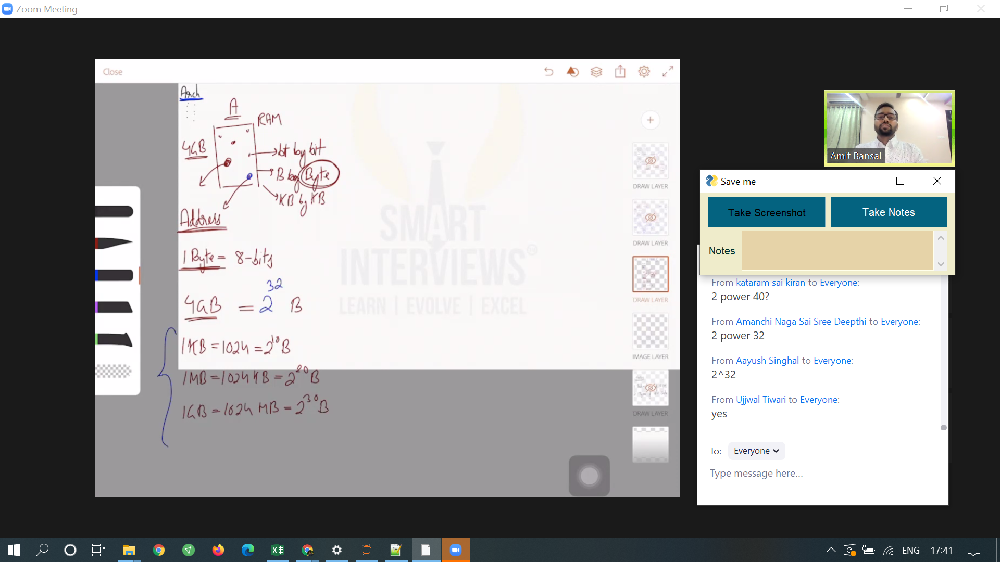 Zoom Meeting
Close
Arch
A
RAM
4GB
bit by bit
B by Byte
KB by KB
Address
1 Byte = 8-bits
4GB = 2^32 B
1KB = 1024 = 2^10 B
1MB = 1024 KB = 2^20 B
1GB = 1024 MB = 2^30 B
SMART
INTERVIEWS
LEARN | EVOLVE | EXCEL
DRAW LAYER
DRAW LAYER
DRAW LAYER
IMAGE LAYER
DRAW LAYER
Amit Bansal
Save me
Take Screenshot
Take Notes
Notes
From kataram sai kiran to Everyone:
2 power 40?
From Amanchi Naga Sai Sree Deepthi to Everyone:
2 power 32
From Aayush Singhal to Everyone:
2^32
From Ujjwal Tiwari to Everyone:
yes
To: Everyone
Type message here...
ENG 17:41